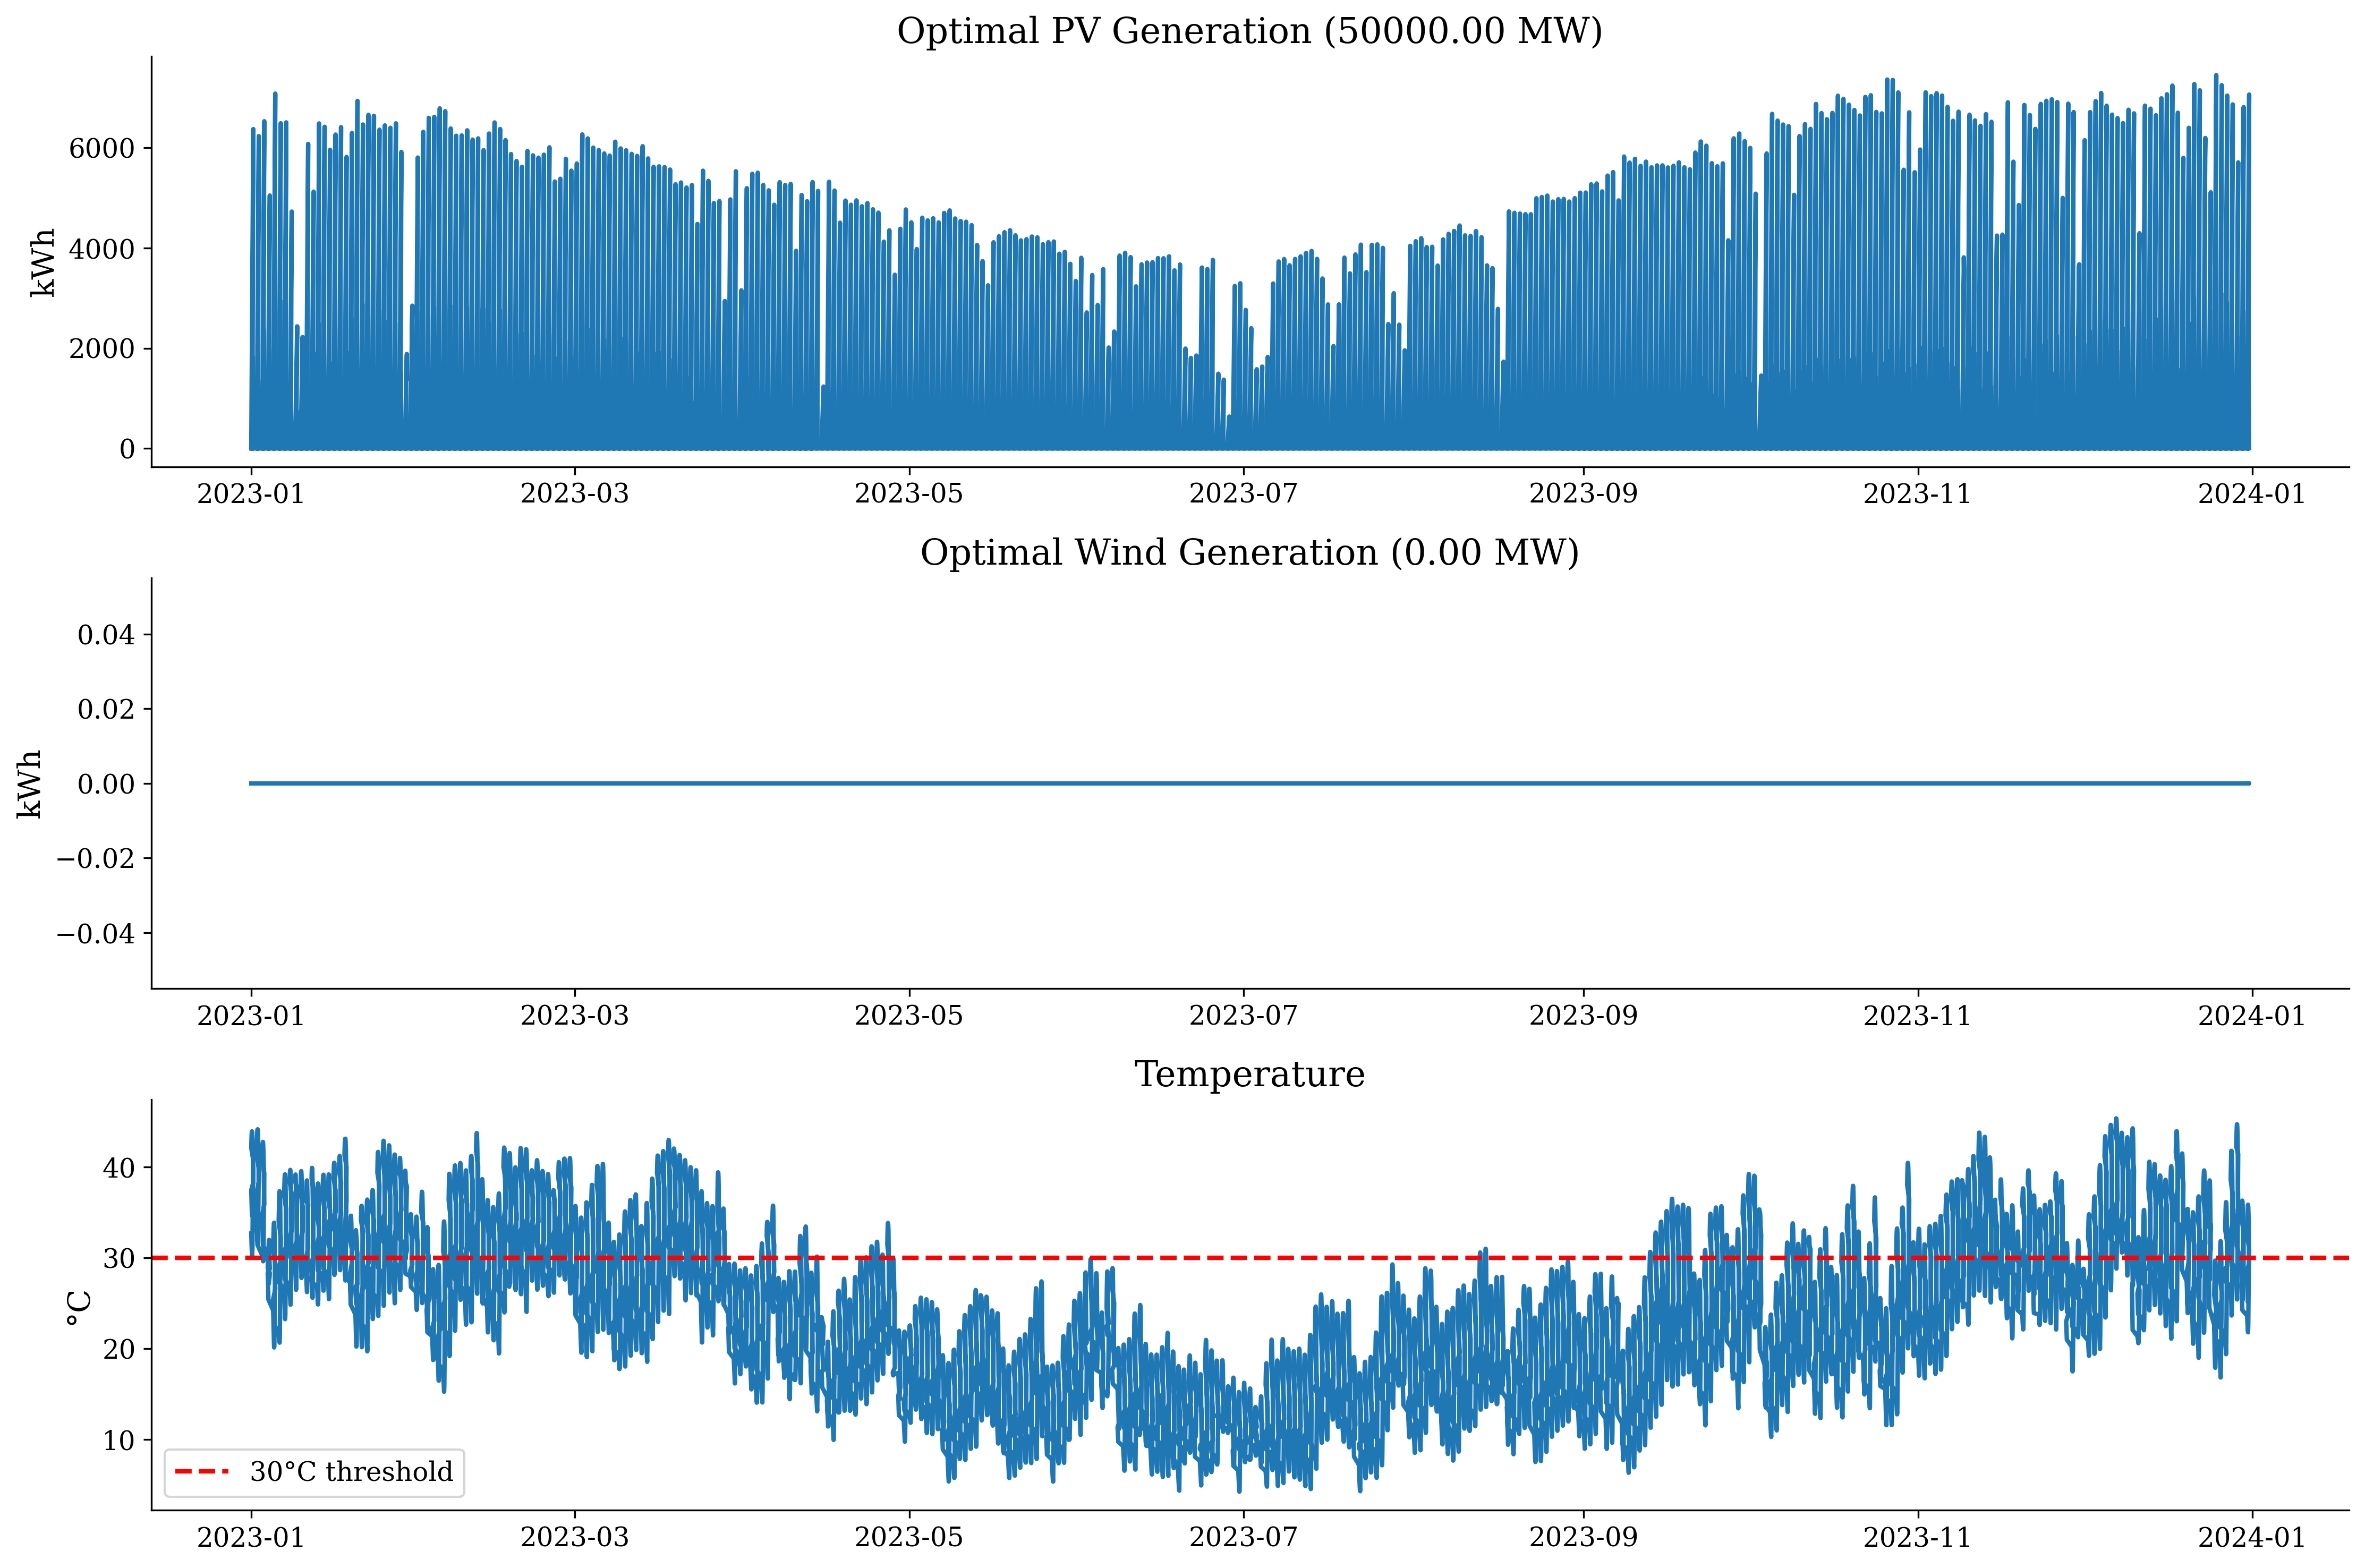 Optimal PV Generation (50000.00 MW)
kWh
6000
4000
2000
0
2023-01 2023-03 2023-05 2023-07 2023-09 2023-11 2024-01
Optimal Wind Generation (0.00 MW)
kWh
0.04
0.02
0.00
−0.02
−0.04
2023-01 2023-03 2023-05 2023-07 2023-09 2023-11 2024-01
Temperature
°C
40
30
20
10
30°C threshold
2023-01 2023-03 2023-05 2023-07 2023-09 2023-11 2024-01